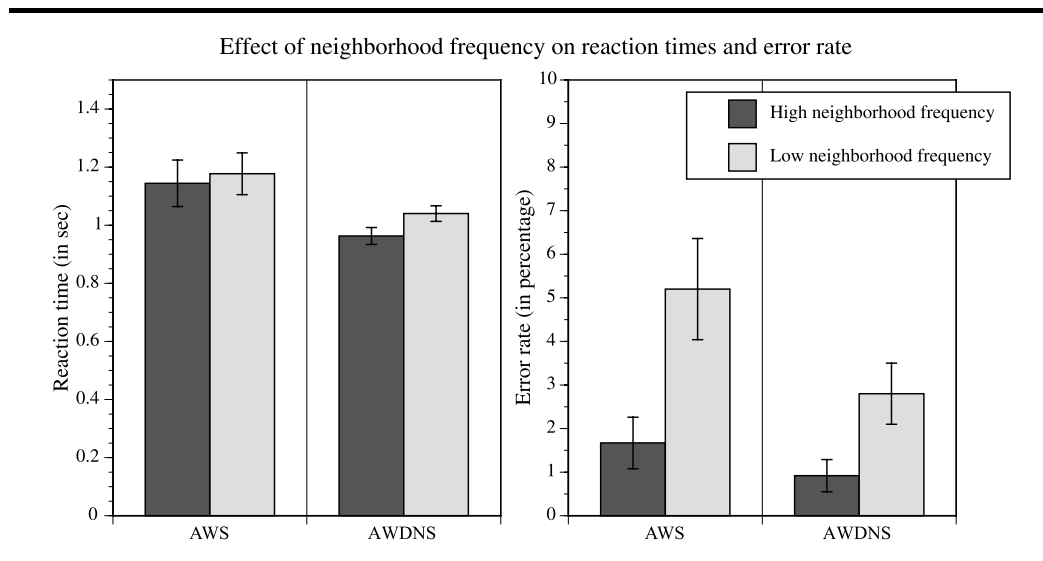 Effect of neighborhood frequency on reaction times and error rate
Reaction time (in sec)
1.4
1.2
1
0.8
0.6
0.4
0.2
0
AWS
AWDNS
Error rate (in percentage)
10
9
8
7
6
5
4
3
2
1
0
AWS
AWDNS
High neighborhood frequency
Low neighborhood frequency